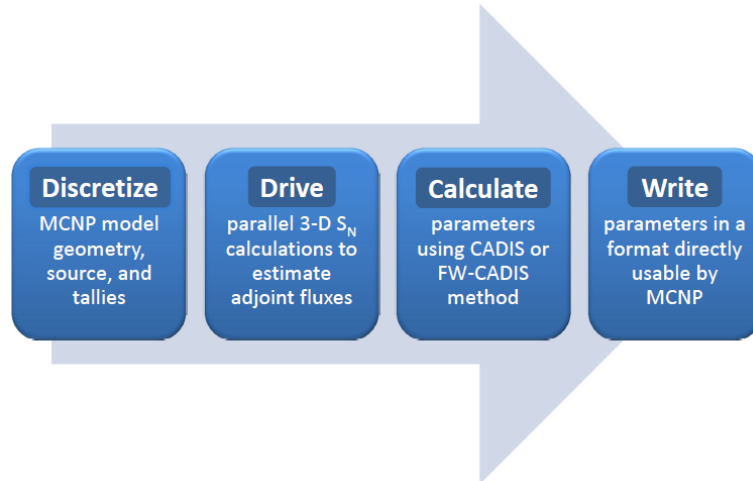 Discretize
MCNP model
geometry,
source, and
tallies
Drive
parallel 3-D S_N
calculations to
estimate
adjoint fluxes
Calculate
parameters
using CADIS or
FW-CADIS
method
Write
parameters in a
format directly
usable by
MCNP